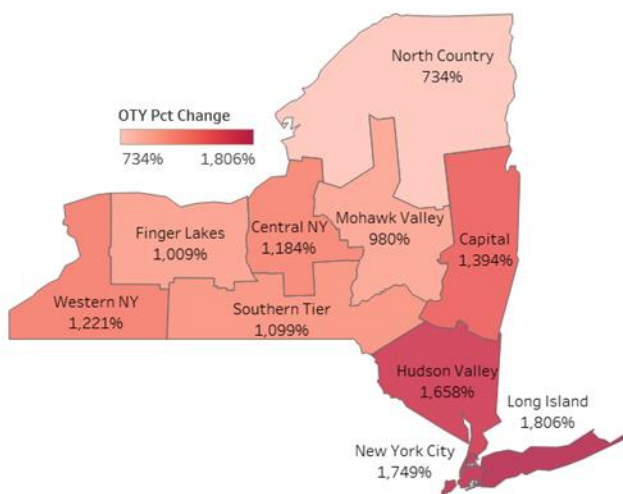 North Country
734%
OTY Pct Change
734%
1,806%
Finger Lakes
1,009%
Central NY
1,184%
Mohawk Valley
980%
Capital
1,394%
Western NY
1,221%
Southern Tier
1,099%
Hudson Valley
1,658%
Long Island
1,806%
New York City
1,749%